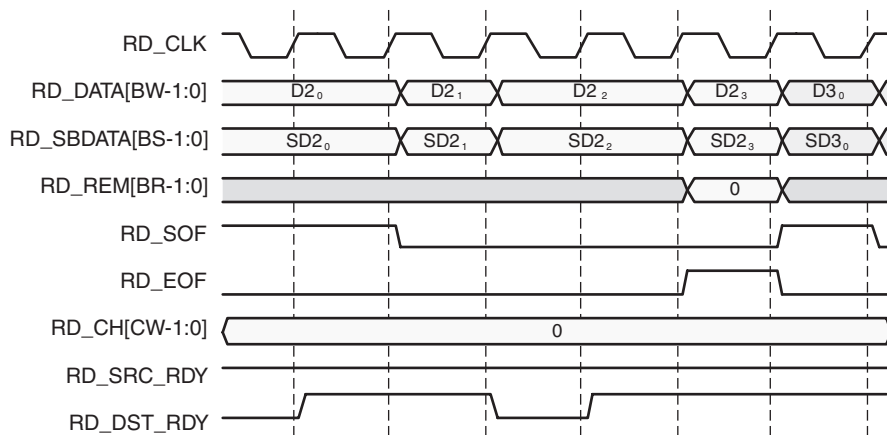 RD_CLK
RD_DATA[BW-1:0] D2₀ D2₁ D2₂ D2₃ D3₀
RD_SBDATA[BS-1:0] SD2₀ SD2₁ SD2₂ SD2₃ SD3₀
RD_REM[BR-1:0] 0
RD_SOF
RD_EOF
RD_CH[CW-1:0] 0
RD_SRC_RDY
RD_DST_RDY